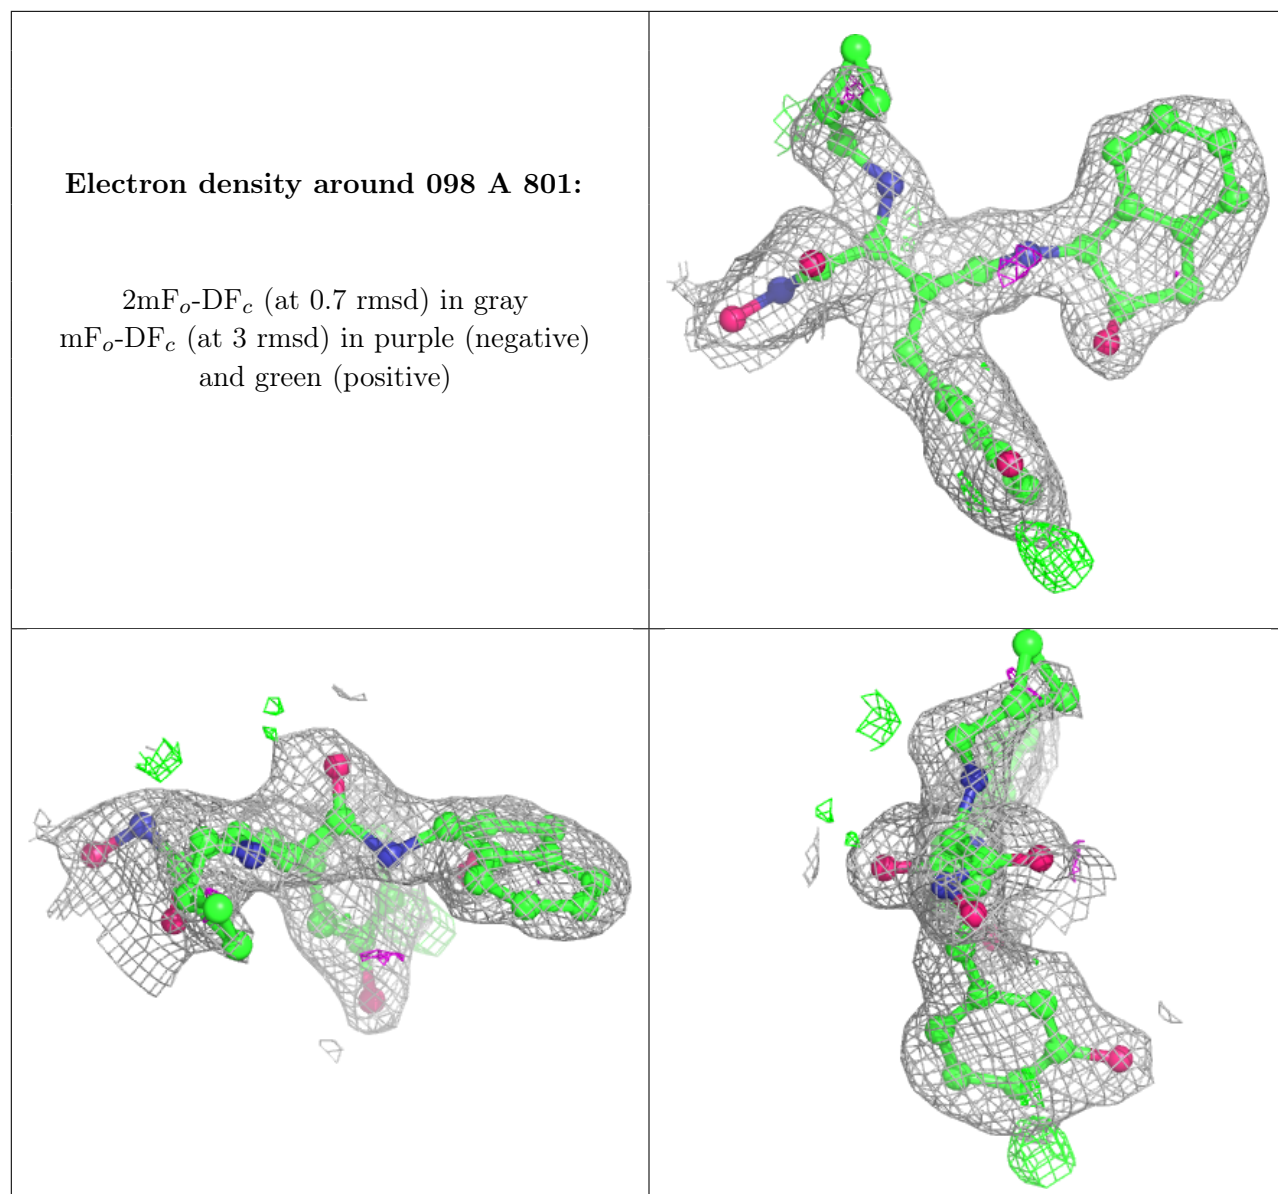 Electron density around 098 A 801:
2mFo-DFc (at 0.7 rmsd) in gray
mFo-DFc (at 3 rmsd) in purple (negative)
and green (positive)